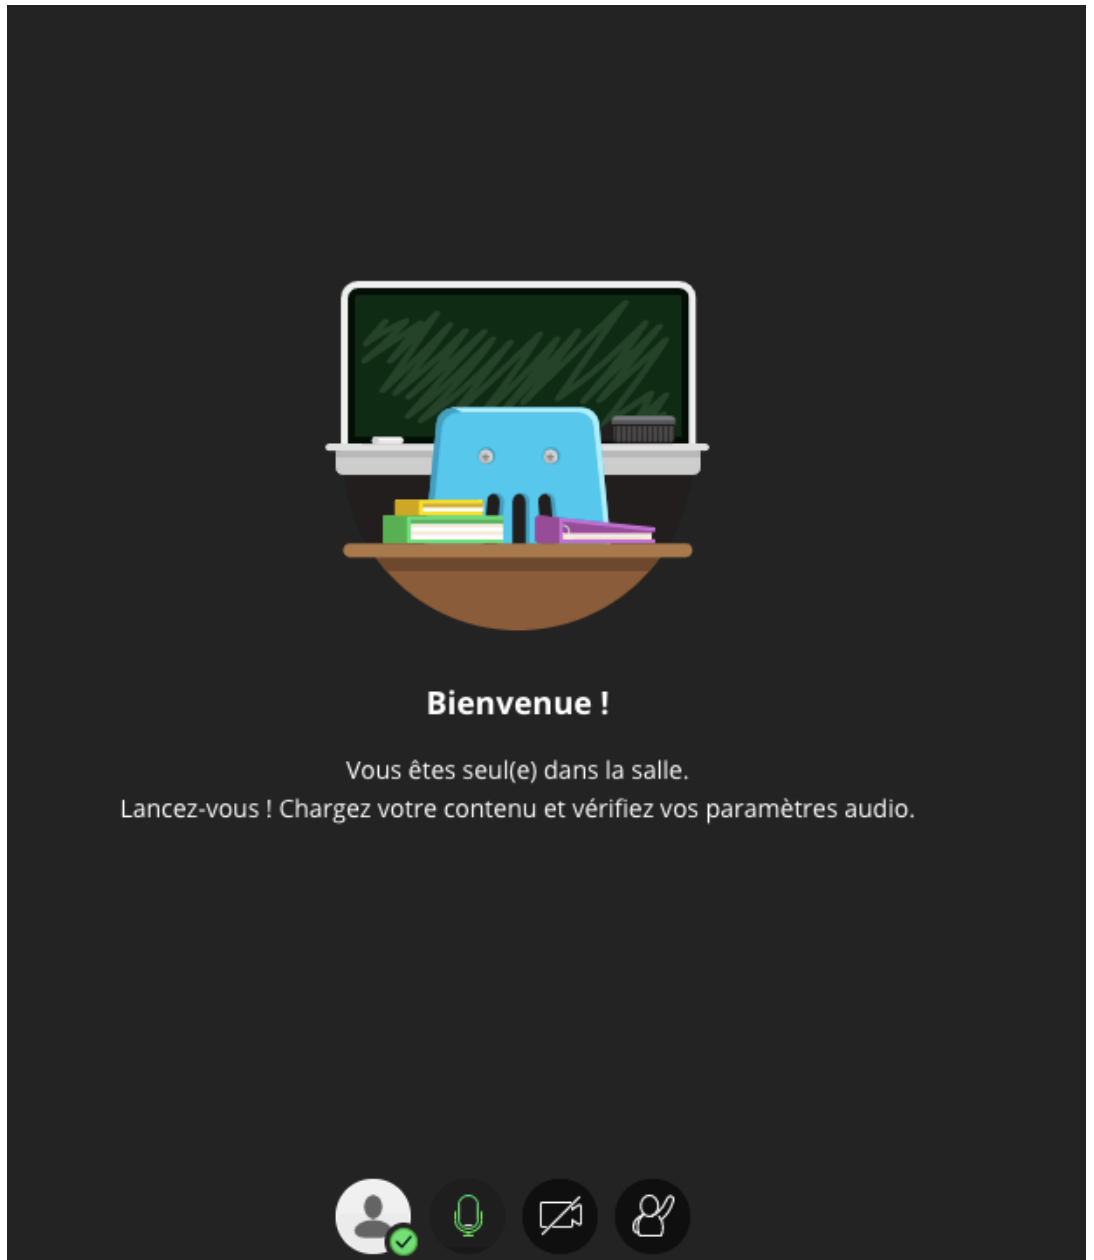 Bienvenue !
Vous êtes seul(e) dans la salle.
Lancez-vous ! Chargez votre contenu et vérifiez vos paramètres audio.